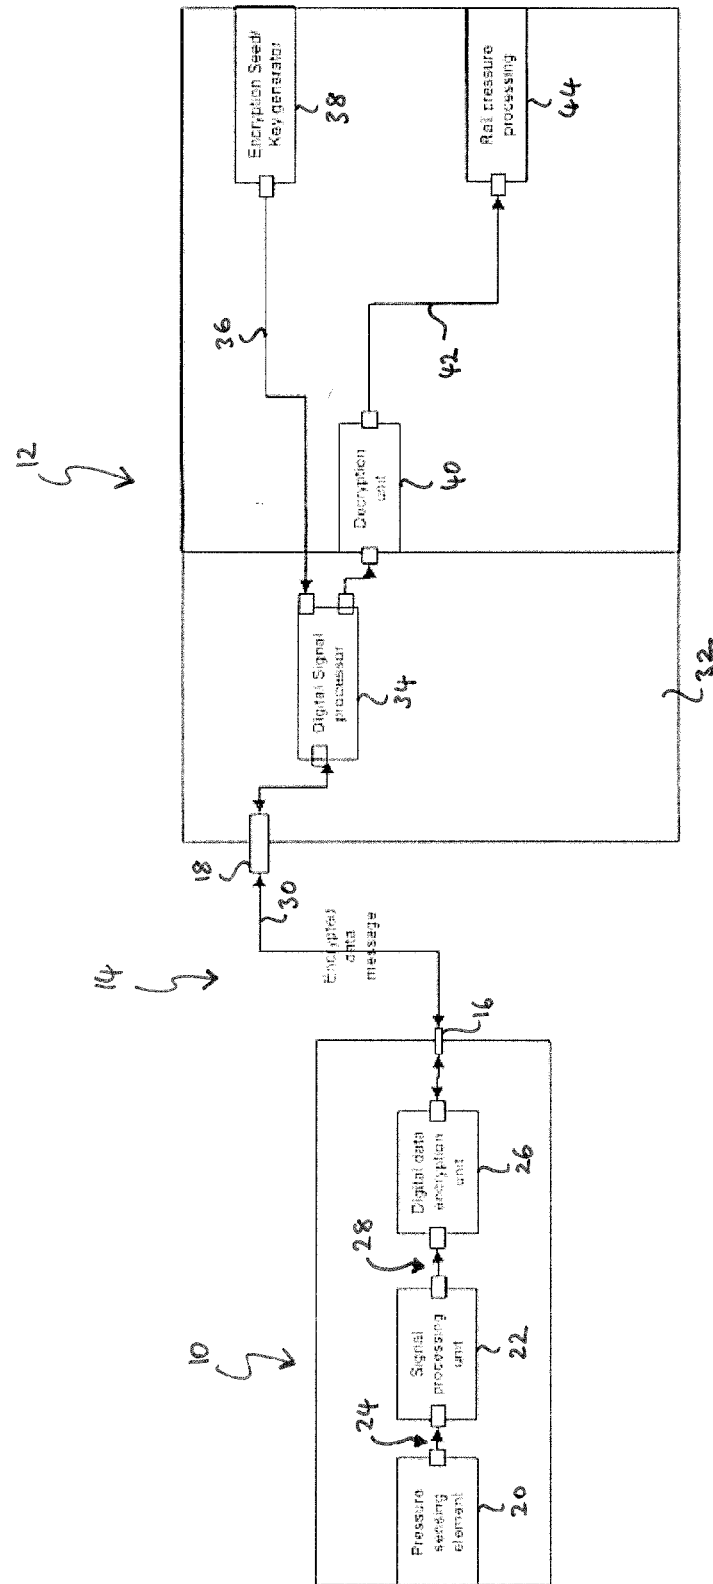 10
Pressure
sensing
element
20
24
Signal
processing
unit
22
28
Digital data
encryption
unit
26
16
14
Encrypted
data
message
30
18
12
32
Digital Signal
processor
34
Decryption
unit
40
36
42
Encryption Seed/
Key generator
38
Rail pressure
processing
44